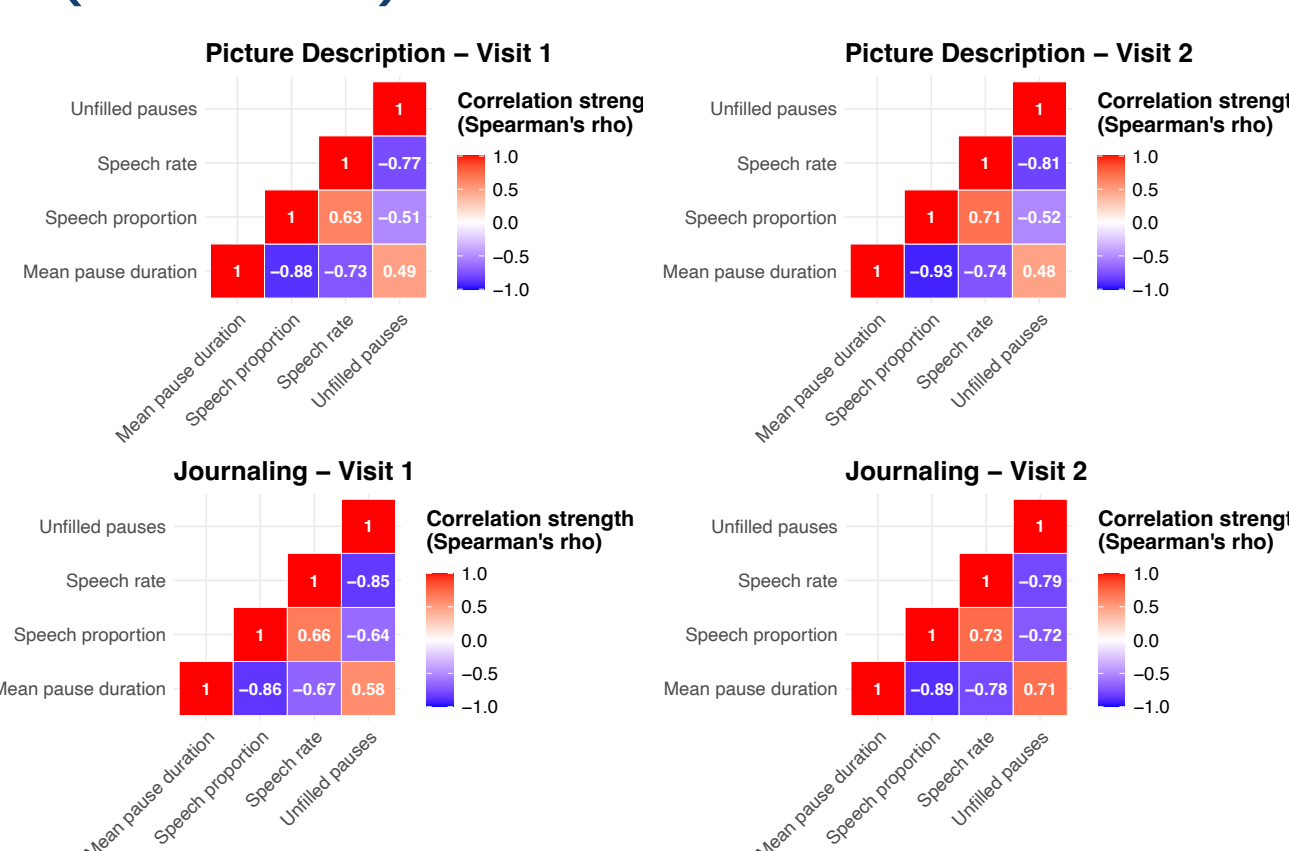 Picture Description – Visit 1
Unfilled pauses
Speech rate
Speech proportion
Mean pause duration
1
1 −0.77
1 0.63 −0.51
1 −0.88 −0.73 0.49
Mean pause duration
Speech proportion
Speech rate
Unfilled pauses
Correlation streng
(Spearman's rho)
1.0
0.5
0.0
−0.5
−1.0
Picture Description – Visit 2
Unfilled pauses
Speech rate
Speech proportion
Mean pause duration
1
1 −0.81
1 0.71 −0.52
1 −0.93 −0.74 0.48
Mean pause duration
Speech proportion
Speech rate
Unfilled pauses
Correlation strengt
(Spearman's rho)
1.0
0.5
0.0
−0.5
−1.0
Journaling – Visit 1
Unfilled pauses
Speech rate
Speech proportion
Mean pause duration
1
1 −0.85
1 0.66 −0.64
1 −0.86 −0.67 0.58
Mean pause duration
Speech proportion
Speech rate
Unfilled pauses
Correlation strength
(Spearman's rho)
1.0
0.5
0.0
−0.5
−1.0
Journaling – Visit 2
Unfilled pauses
Speech rate
Speech proportion
Mean pause duration
1
1 −0.79
1 0.73 −0.72
1 −0.89 −0.78 0.71
Mean pause duration
Speech proportion
Speech rate
Unfilled pauses
Correlation strengt
(Spearman's rho)
1.0
0.5
0.0
−0.5
−1.0